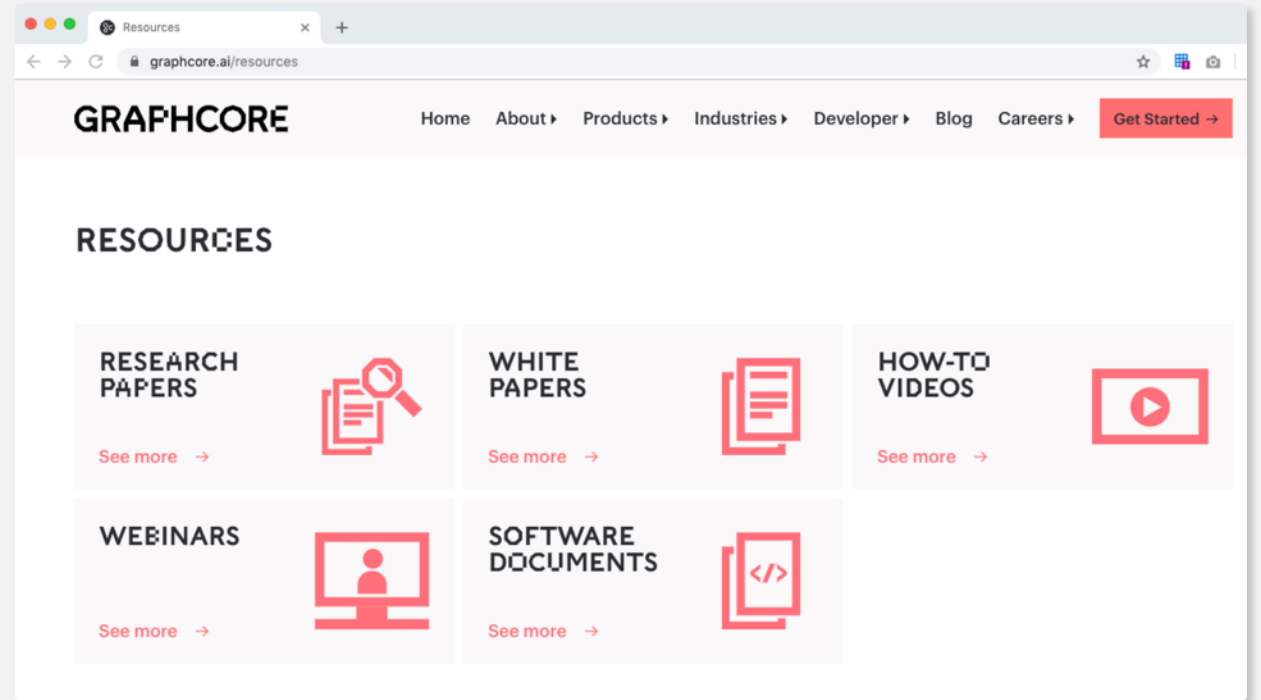 Resources
graphcore.ai/resources
GRAPHCORE
Home About Products Industries Developer Blog Careers Get Started →
RESOURCES
RESEARCH
PAPERS
See more →
WHITE
PAPERS
See more →
HOW-TO
VIDEOS
See more →
WEBINARS
See more →
SOFTWARE
DOCUMENTS
</>
See more →